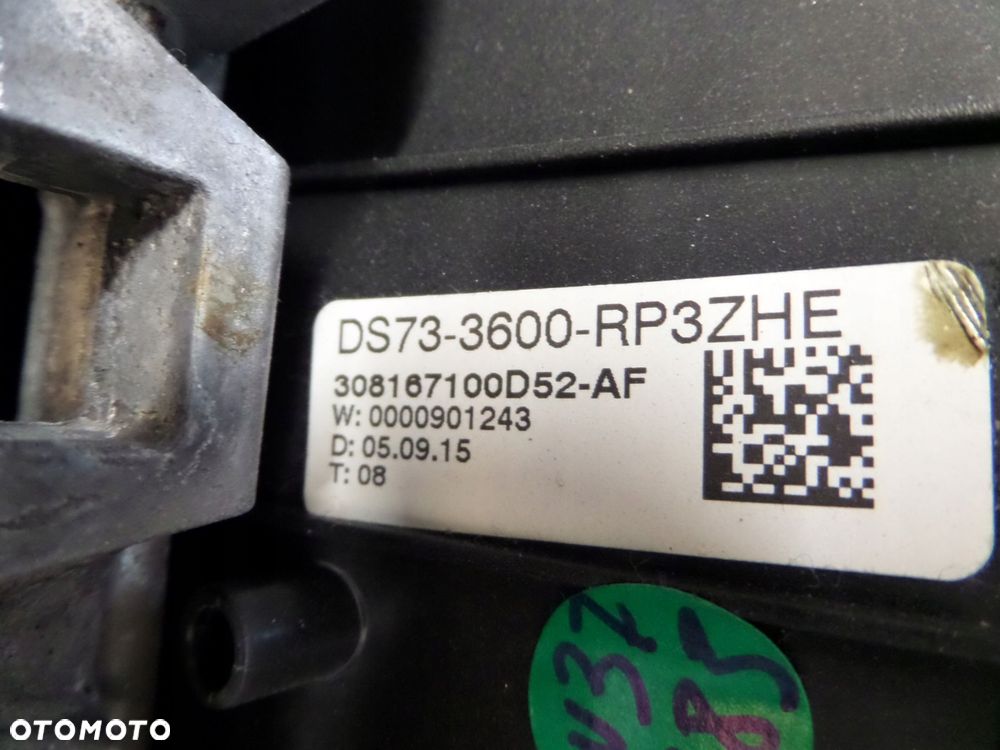 DS73-3600-RP3ZHE
308167100D52-AF
W: 0000901243
D: 05.09.15
T: 08
OTOMOTO